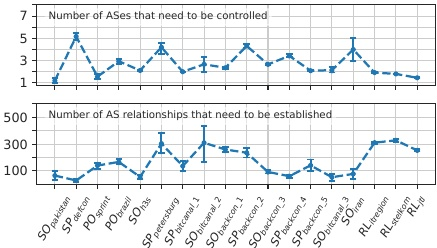 Number of ASes that need to be controlled
7
5
3
1
Number of AS relationships that need to be established
500
300
100
SO_pakistan
SP_defcon
PO_sprint
PO_brazil
SO_h3s
SP_petersburg
SP_bitcanal_1
SO_bitcanal_2
SO_backcon_1
SP_backcon_2
SO_backcon_3
SP_backcon_4
SP_backcon_5
SP_bitcanal_3
SO_iran
RL_iregion
RL_stelkom
RL_jtl